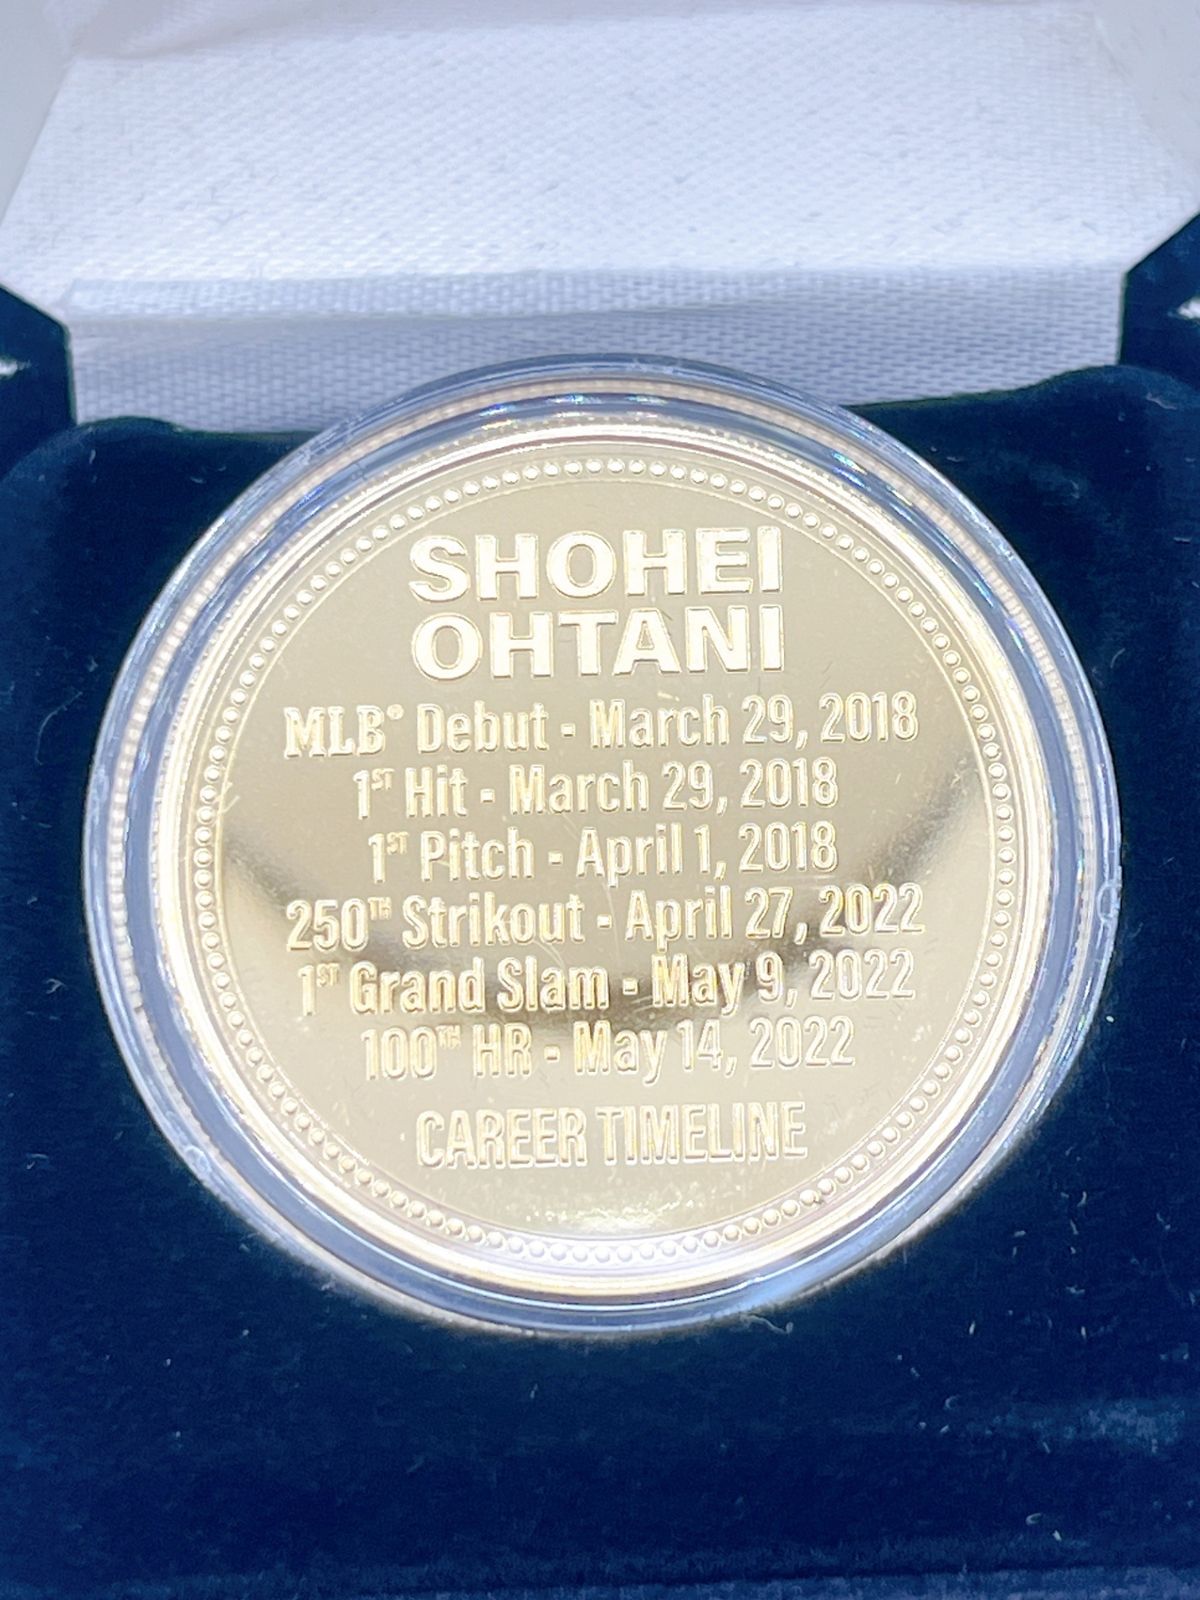 SHOHEI
OHTANI
MLB® Debut - March 29, 2018
1ST Hit - March 29, 2018
1ST Pitch - April 1, 2018
250TH Strikout - April 27, 2022
1ST Grand Slam - May 9, 2022
100TH HR - May 14, 2022
CAREER TIMELINE